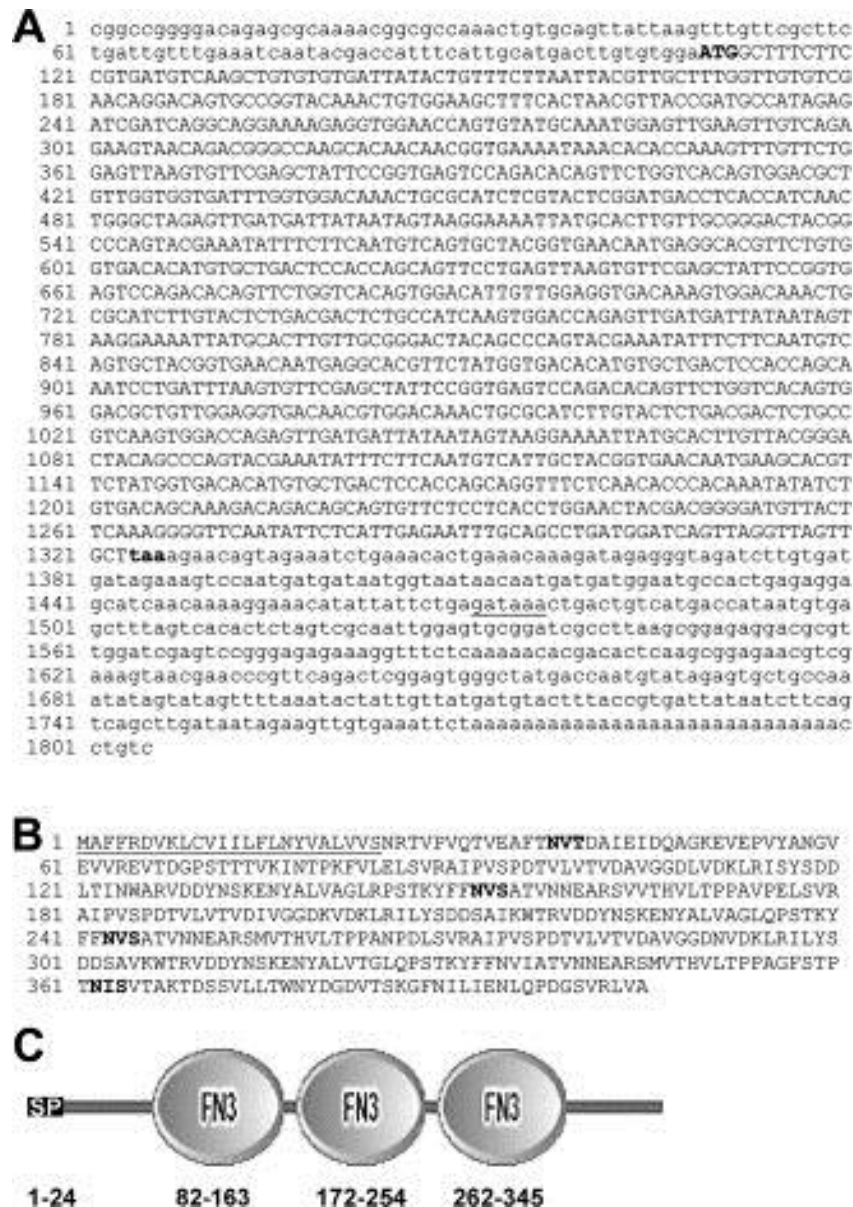 A
1 cggccggggacagagcgcaaaacggcgccaaactgtgcagttattaagtttgttcgcttc
61 tgattgtttgaaatcaatacgaccatttcattgcatgacttgtgtggaATGGCTTTCTTC
121 CGTGATGTCAAGCTGTGTGTGATTATACTGTTTCTTAATTACGTTGCTTTGGTTGTGTCG
181 AACAGGACAGTGCCGGTACAAACTGTGGAAGCTTTCACTAACGTTACCGATGCCATAGAG
241 ATCGATCAGGCAGGAAAAGAGGTGGAACCAGTGTATGCAAATGGAGTTGAAGTTGTCAGA
301 GAAGTAACAGACGGGCCAAGCACAACAACGGTGAAAATAAACACACCAAAGTTTGTTCTG
361 GAGTTAAGTGTTCGAGCTATTCCGGTGAGTCCAGACACAGTTCTGGTCACAGTGGACGCT
421 GTTGGTGGTGATTTGGTGGACAAACTGCGCATCTCGTACTCGGATGACCTCACCATCAAC
481 TGGGCTAGAGTTGATGATTATAATAGTAAGGAAAATTATGCACTTGTTGCGGGACTACGG
541 CCCAGTACGAAATATTTCTTCAATGTCAGTGCTACGGTGAACAATGAGGCACGTTCTGTG
601 GTGACACATGTGCTGACTCCACCAGCAGTTCCTGAGTTAAGTGTTCGAGCTATTCCGGTG
661 AGTCCAGACACAGTTCTGGTCACAGTGGACATTGTTGGAGGTGACAAAGTGGACAAACTG
721 CGCATCTTGTACTCTGACGACTCTGCCATCAAGTGGACCAGAGTTGATGATTATAATAGT
781 AAGGAAAATTATGCACTTGTTGCGGGACTACAGCCCAGTACGAAATATTTCTTCAATGTC
841 AGTGCTACGGTGAACAATGAGGCACGTTCTATGGTGACACATGTGCTGACTCCACCAGCA
901 AATCCTGATTTAAGTGTTCGAGCTATTCCGGTGAGTCCAGACACAGTTCTGGTCACAGTG
961 GACGCTGTTGGAGGTGACAACGTGGACAAACTGCGCATCTTGTACTCTGACGACTCTGCC
1021 GTCAAGTGGACCAGAGTTGATGATTATAATAGTAAGGAAAATTATGCACTTGTTACGGGA
1081 CTACAGCCCAGTACGAAATATTTCTTCAATGTCATTGCTACGGTGAACAATGAAGCACGT
1141 TCTATGGTGACACATGTGCTGACTCCACCAGCAGGTTTCTCAACACCCACAAATATATCT
1201 GTGACAGCAAAGACAGACAGCAGTGTTCTCCTCACCTGGAACTACGACGGGGATGTTACT
1261 TCAAAGGGGTTCAATATTCTCATTGAGAATTTGCAGCCTGATGGATCAGTTAGGTTAGTT
1321 GCTtaaagaacagtagaaatctgaaacactgaaacaaagatagagggtagatcttgtgat
1381 gatagaaagtccaatgatgataatggtaataacaatgatgatggaatgccactgagagga
1441 gcatcaacaaaaggaaacatattattctgagataaactgactgtcatgaccataatgtga
1501 gctttagtcacactctagtcgcaattggagtgcggatcgccttaagcggagaggacgcgt
1561 tggatcgagtccgggagagaaaggtttctcaaaaacacgacactcaagcggagaacgtcg
1621 aaagtaacgaacccgttcagactcggagtgggctatgaccaatgtatagagtgctgccaa
1681 atatagtatagttttaaatactattgttatgatgtactttaccgtgattataatcttcag
1741 tcagcttgataatagaagttgtgaaattctaaaaaaaaaaaaaaaaaaaaaaaaaaaaac
1801 ctgtc
B
1 MAFFRDVKLCVIILFLNYVALVVSNRTVPVQTVEAFTNVTDAIEIDQAGKEVEPVYANGV
61 EVVREVTDGPSTTTVKINTPKFVLELSVRAIPVSPDTVLVTVDAVGGDLVDKLRISYSDD
121 LTINWARVDDYNSKENYALVAGLRPSTKYFFNVSATVNNEARSVVTHVLTPPAVPELSVR
181 AIPVSPDTVLVTVDIVGGDKVDKLRILYSDDSAIKWTRVDDYNSKENYALVAGLQPSTKY
241 FFNVSATVNNEARSMVTHVLTPPANPDLSVRAIPVSPDTVLVTVDAVGGDNVDKLRILYS
301 DDSAVKWTRVDDYNSKENYALVTGLQPSTKYFFNVIATVNNEARSMVTHVLTPPAGFSTP
361 TNISVTAKTDSSVLLTWNYDGDVTSKGFNILIENLQPDGSVRLVA
C
SP FN3 FN3 FN3
1-24 82-163 172-254 262-345